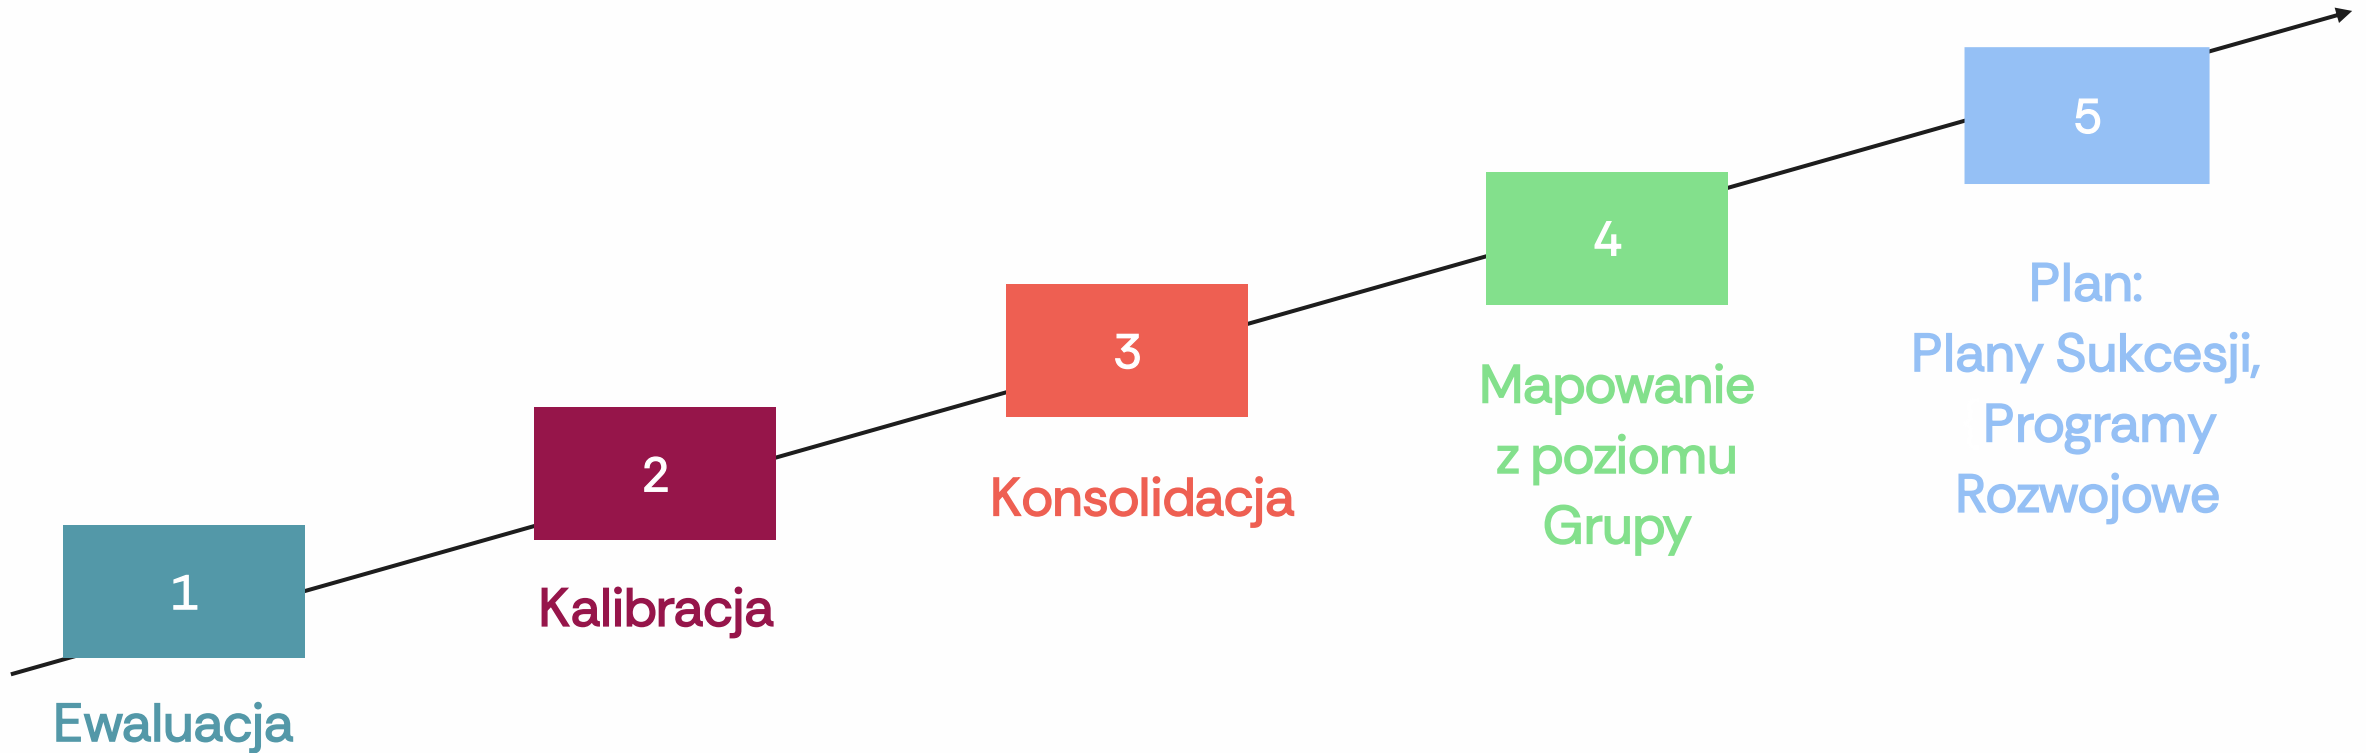 1
Ewaluacja
2
Kalibracja
3
Konsolidacja
4
Mapowanie
z poziomu
Grupy
5
Plan:
Plany Sukcesji,
Programy
Rozwojowe